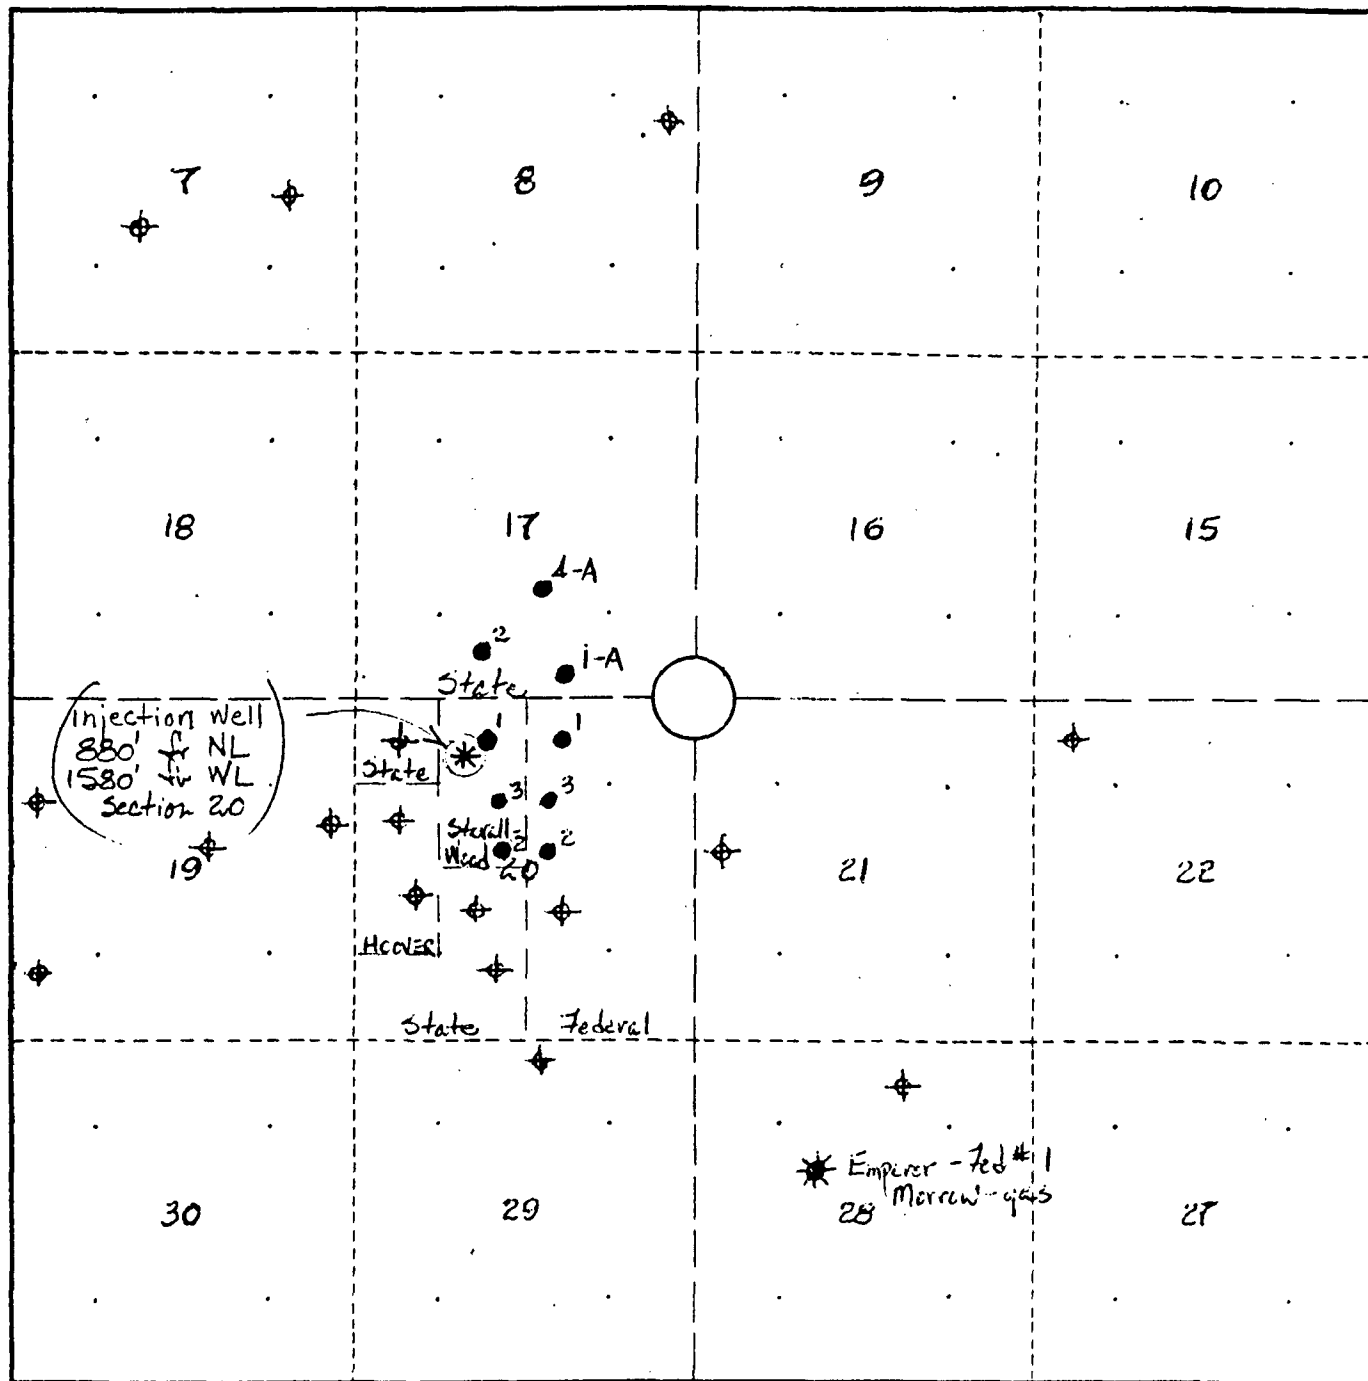 7
8
9
10
18
17
16
15
4-A
2
1-A
State
Injection Well
880' fr NL
1580' fr WL
Section 20
1
1
State
3
3
2
2
Wood
20
19
21
22
HOOVER
State
Federal
Emperor - Fed #1
Morrow - gas
30
29
28
27